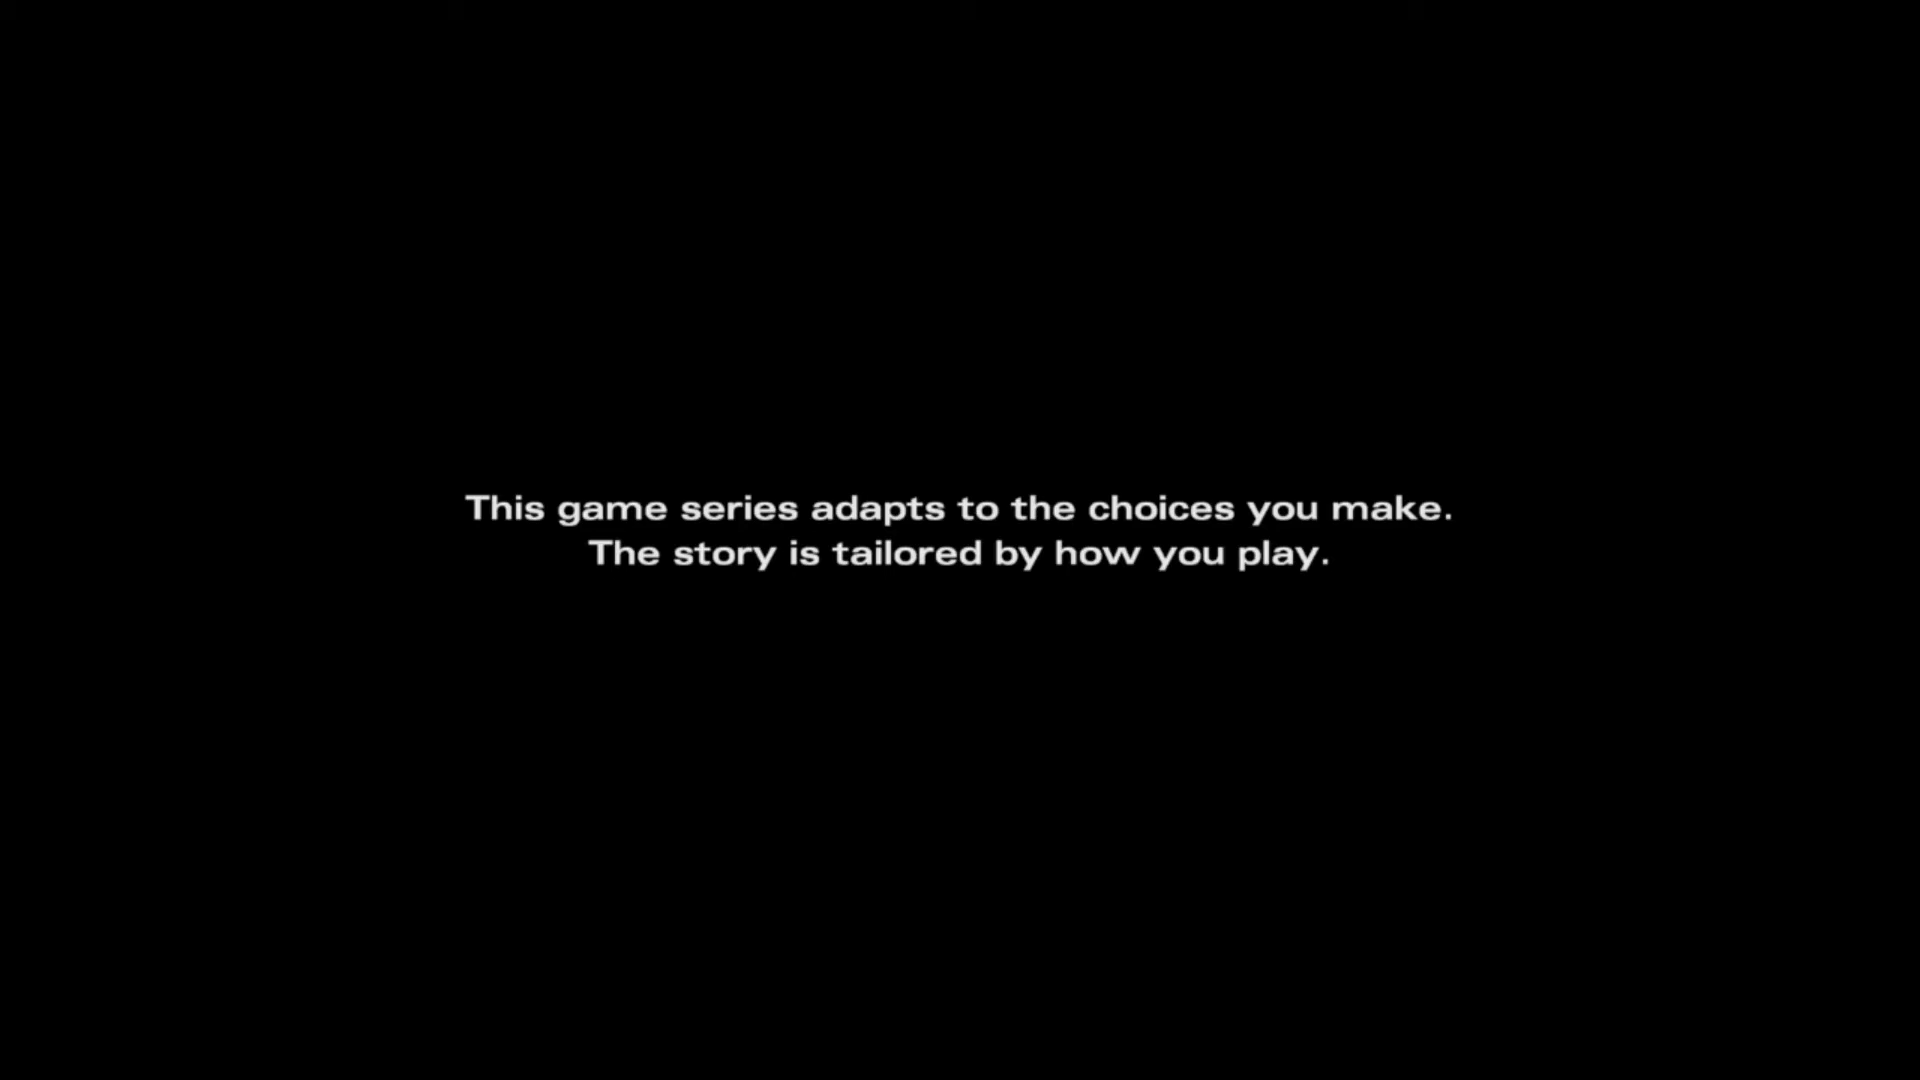 This game series adapts to the choices you make.
The story is tailored by how you play.